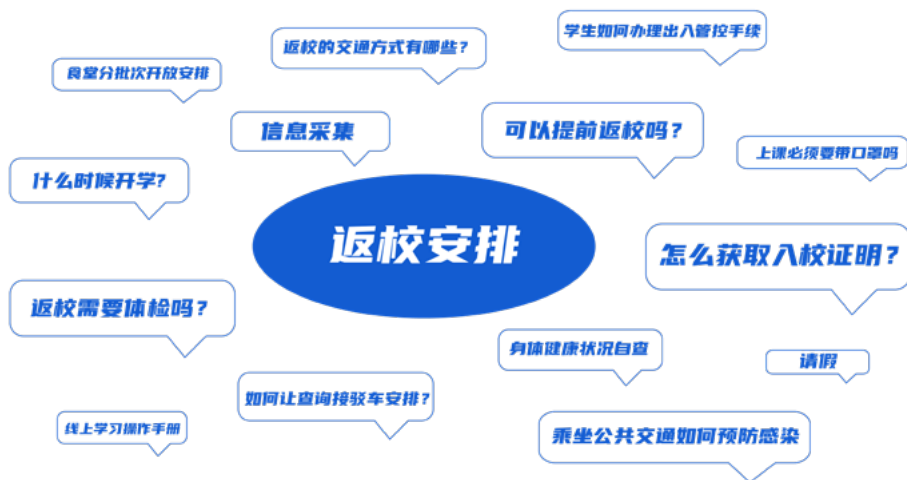 学生如何办理出入管控手续
返校的交通方式有哪些？
食堂分批次开放安排
信息采集
可以提前返校吗？
上课必须要带口罩吗
什么时候开学?
返校安排
怎么获取入校证明？
返校需要体检吗？
身体健康状况自查
请假
如何让查询接驳车安排？
线上学习操作手册
乘坐公共交通如何预防感染